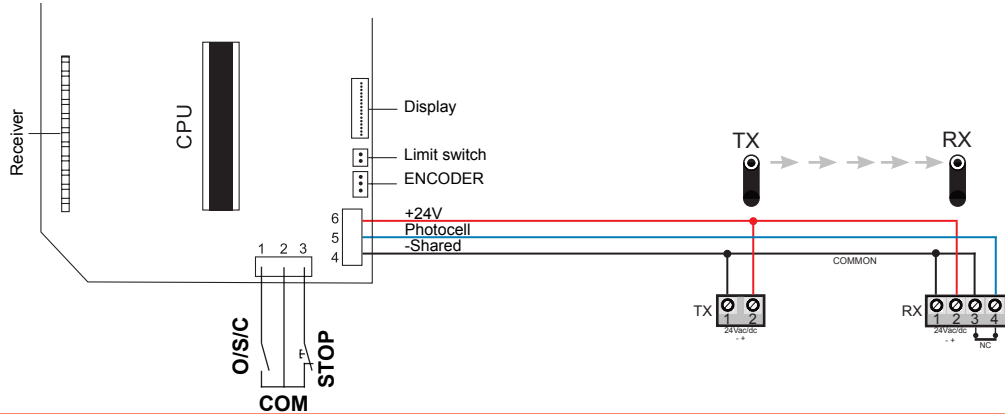 Receiver
CPU
Display
Limit switch
ENCODER
6 +24V
5 Photocell
4 -Shared
1 2 3
O/S/C
STOP
COM
TX
RX
COMMON
TX 1 2
24Vac/dc
- +
RX 1 2 3 4
24Vac/dc
- +
NC